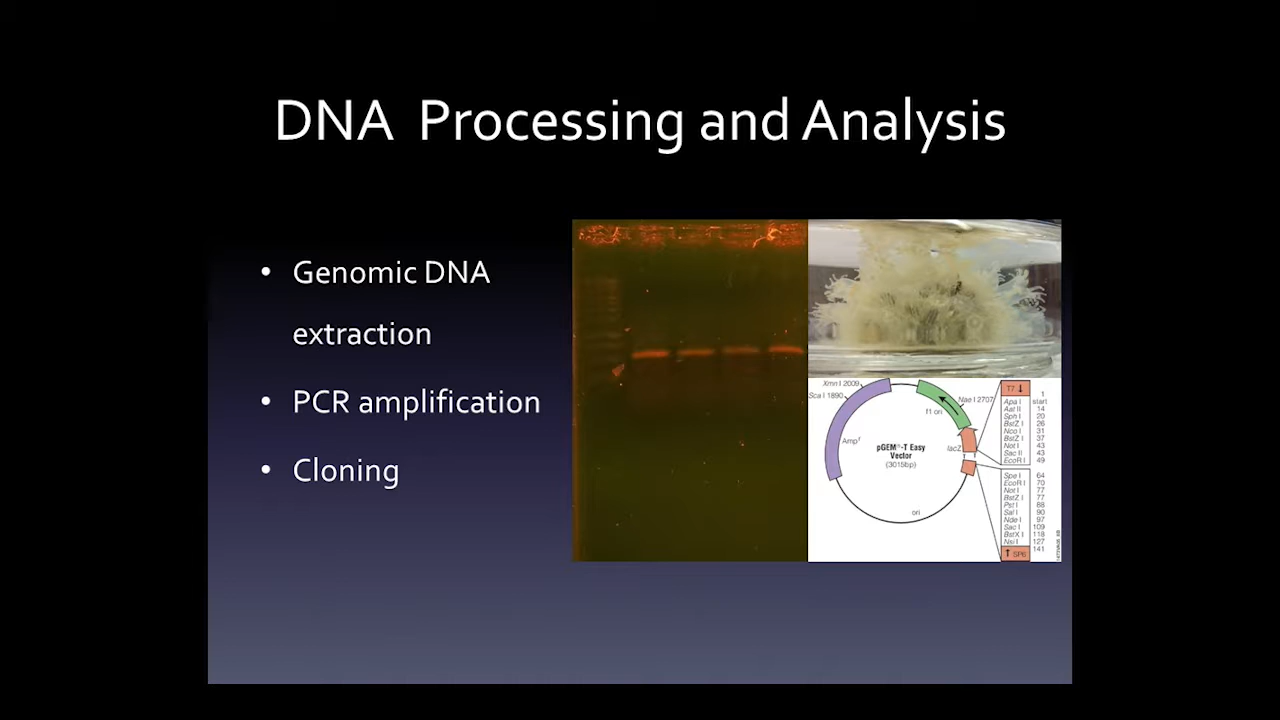 DNA Processing and Analysis
• Genomic DNA
extraction
• PCR amplification
• Cloning
Xmn I 2009
Sca I 1890
Nae I 2707
f1 ori
Ampʳ
pGEM®-T Easy
Vector
(3015bp)
lacZ
ori
T7 ↓
1 start
Apa I 14
Aat II 20
Sph I 26
BstZ I 31
Nco I 37
BstZ I 43
Not I 43
Sac II 49
EcoR I
Spe I 64
EcoR I 70
Not I 77
BstZ I 77
Pst I 88
Sal I 90
Nde I 97
Sac I 109
BstX I 118
Nsi I 127
141
↑ SP6